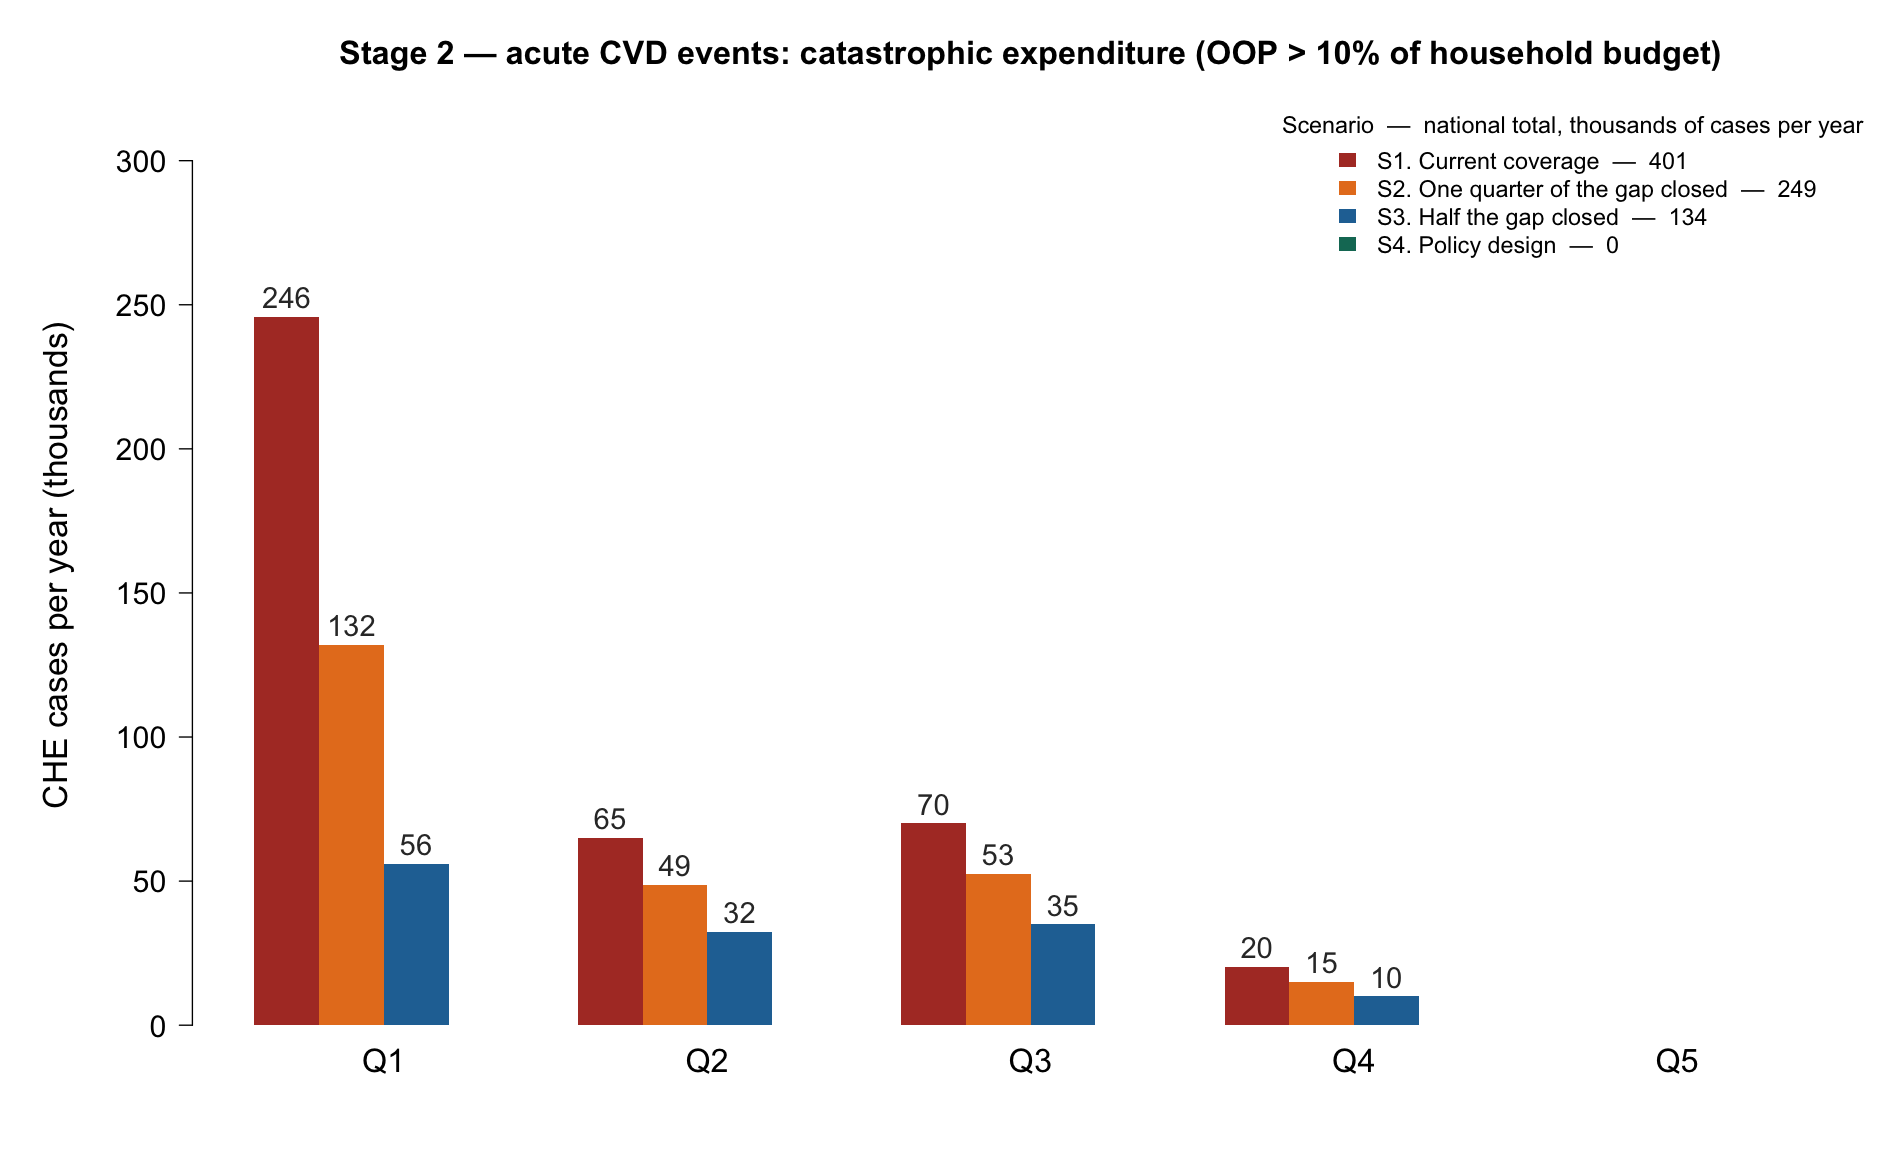 Stage 2 — acute CVD events: catastrophic expenditure (OOP > 10% of household budget)
Scenario — national total, thousands of cases per year
S1. Current coverage — 401
S2. One quarter of the gap closed — 249
S3. Half the gap closed — 134
S4. Policy design — 0
CHE cases per year (thousands)
300
250
200
150
100
50
0
246
132
56
65
49
32
70
53
35
20
15
10
Q1
Q2
Q3
Q4
Q5